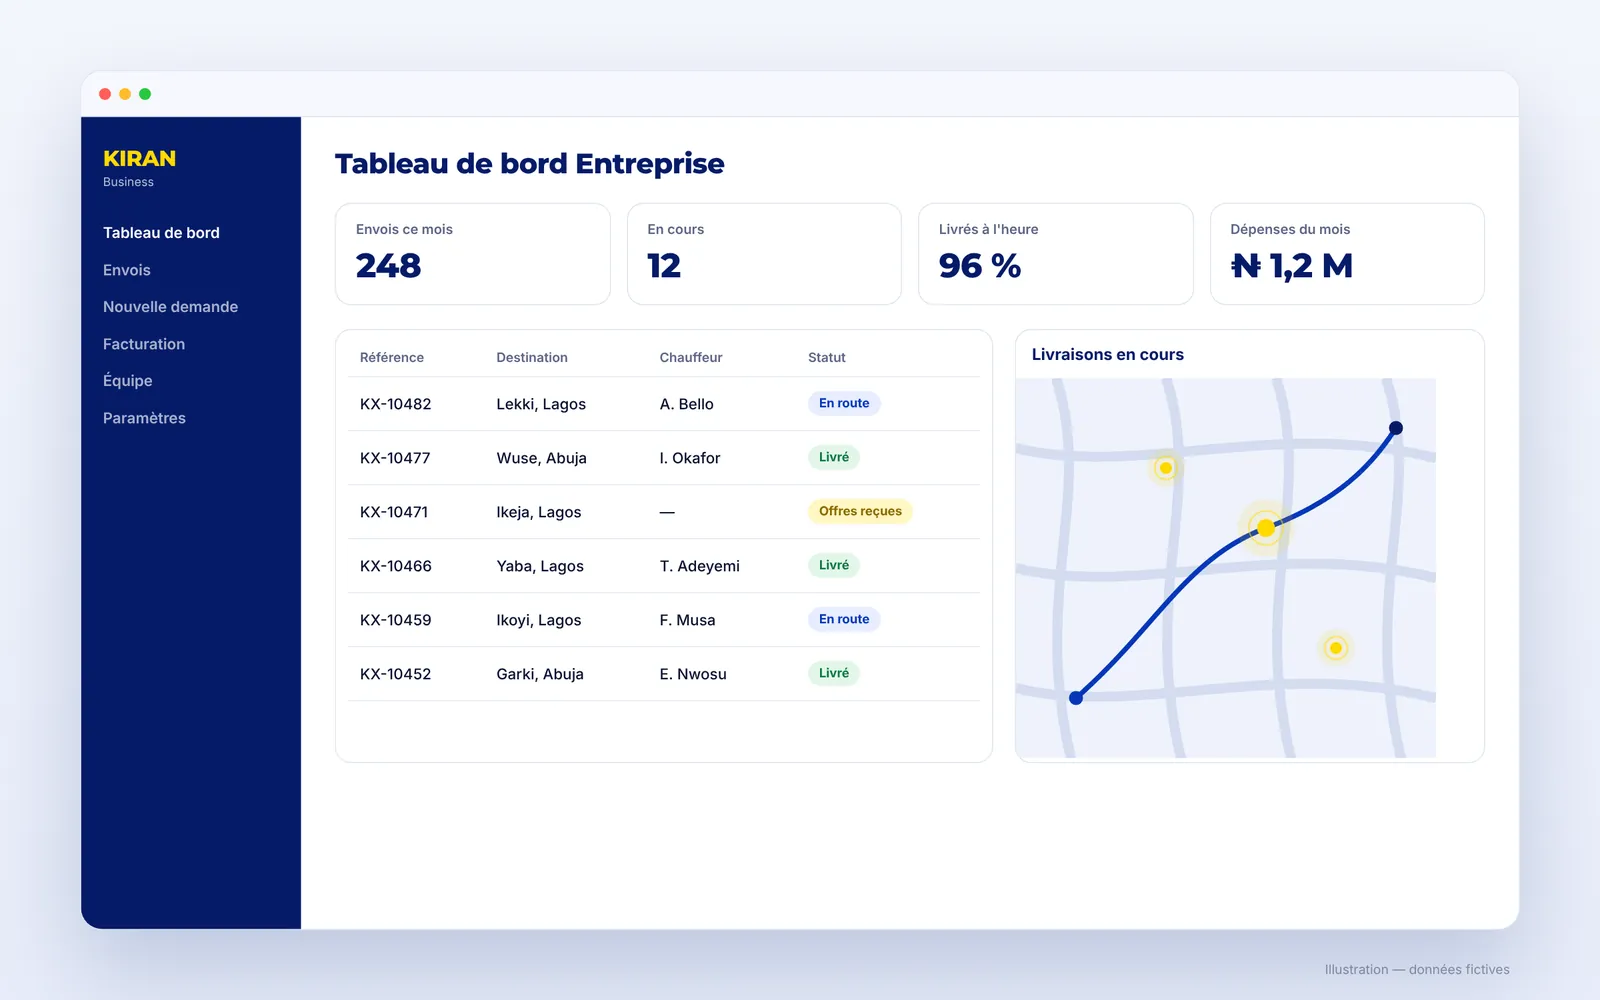 KIRAN
Business
Tableau de bord
Envois
Nouvelle demande
Facturation
Équipe
Paramètres
Tableau de bord Entreprise
Envois ce mois
248
En cours
12
Livrés à l'heure
96 %
Dépenses du mois
₦ 1,2 M
Référence Destination Chauffeur Statut
KX-10482 Lekki, Lagos A. Bello En route
KX-10477 Wuse, Abuja I. Okafor Livré
KX-10471 Ikeja, Lagos — Offres reçues
KX-10466 Yaba, Lagos T. Adeyemi Livré
KX-10459 Ikoyi, Lagos F. Musa En route
KX-10452 Garki, Abuja E. Nwosu Livré
Livraisons en cours
Illustration — données fictives